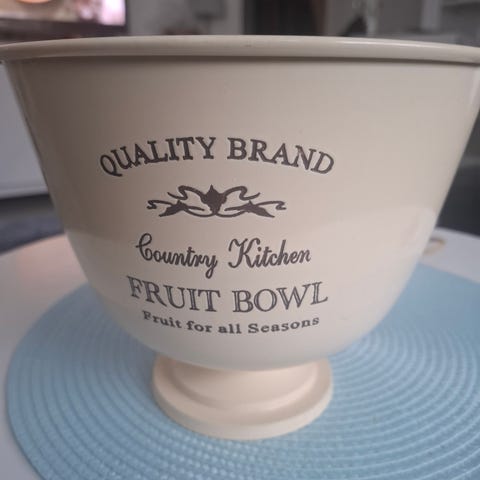 QUALITY BRAND
Country Kitchen
FRUIT BOWL
Fruit for all Seasons